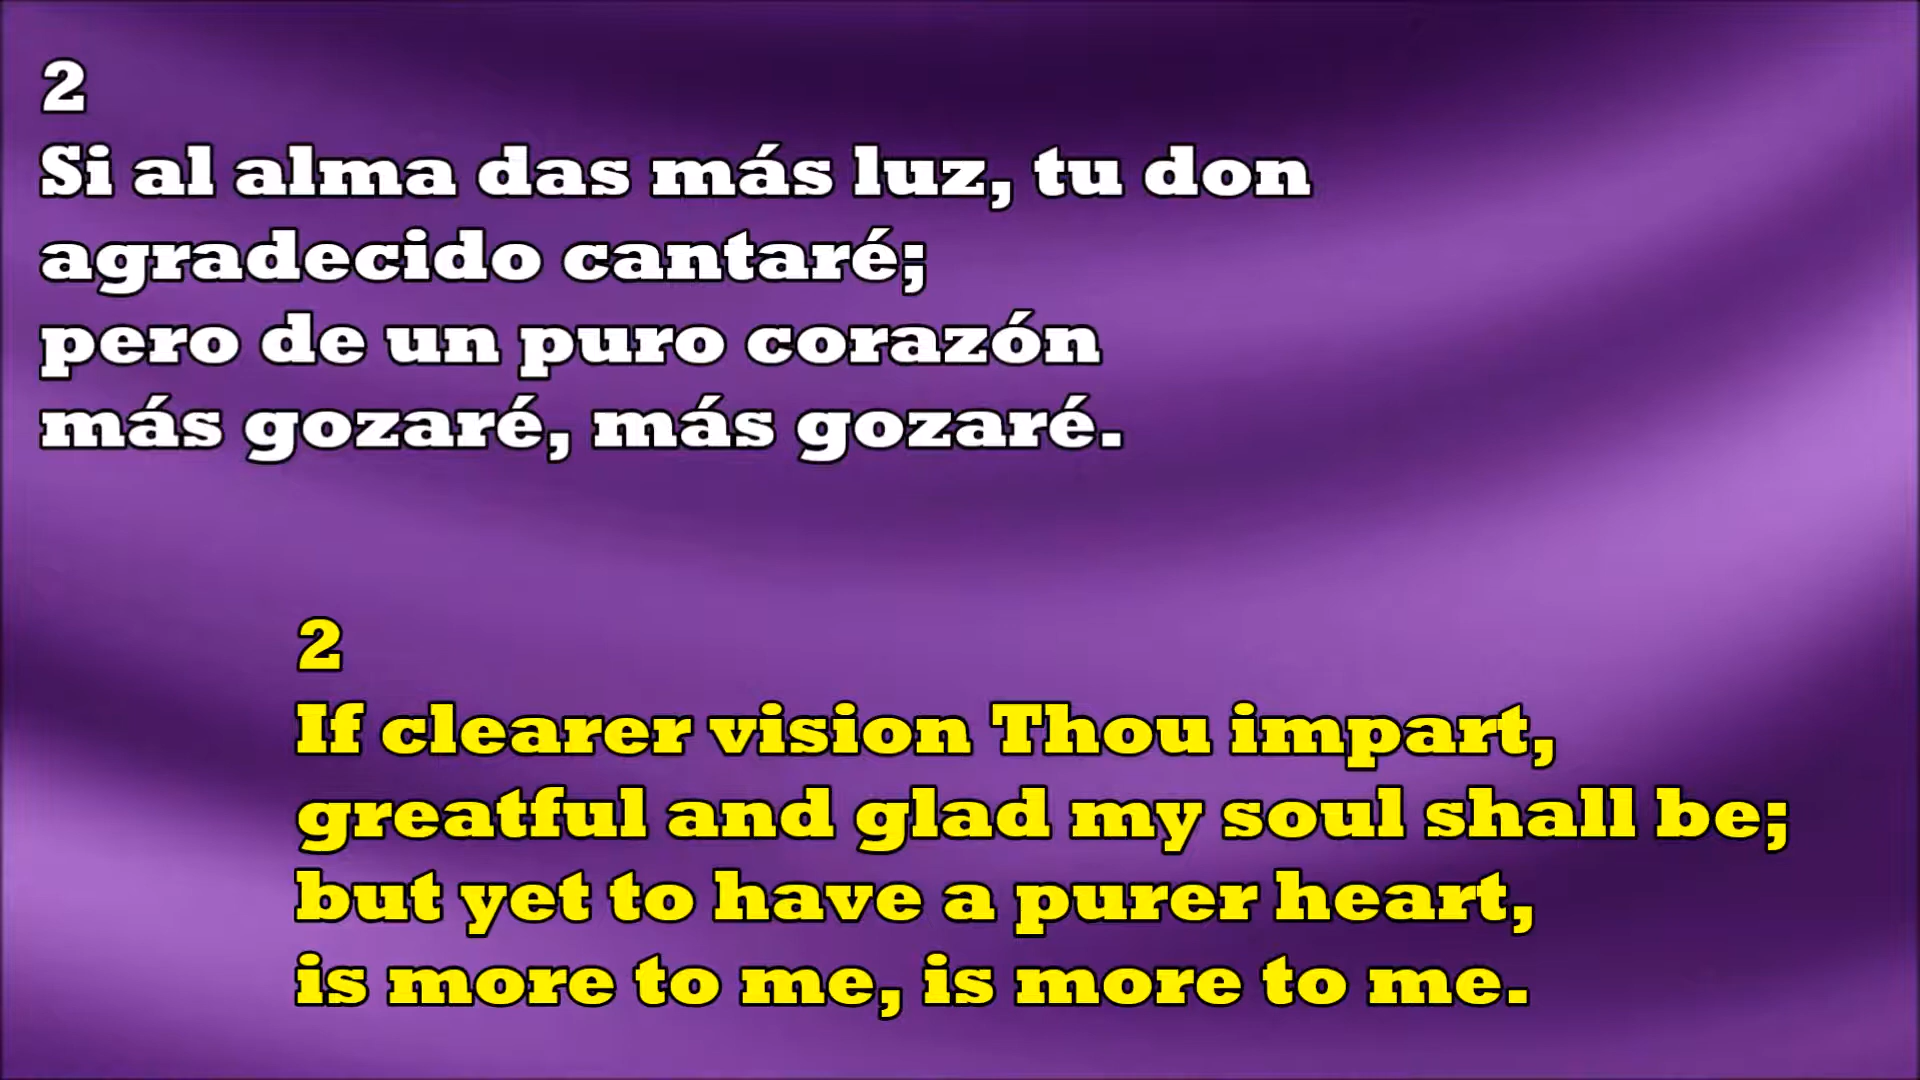 2
Si al alma das más luz, tu don
agradecido cantaré;
pero de un puro corazón
más gozaré, más gozaré.
2
If clearer vision Thou impart,
greatful and glad my soul shall be;
but yet to have a purer heart,
is more to me, is more to me.